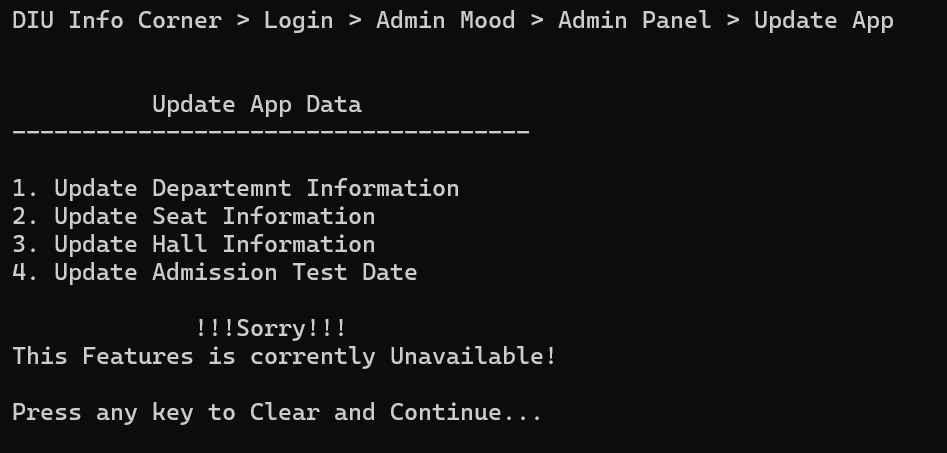 DIU Info Corner > Login > Admin Mood > Admin Panel > Update App
Update App Data
-------------------------------------
1. Update Departemnt Information
2. Update Seat Information
3. Update Hall Information
4. Update Admission Test Date
!!!Sorry!!!
This Features is corrently Unavailable!
Press any key to Clear and Continue...